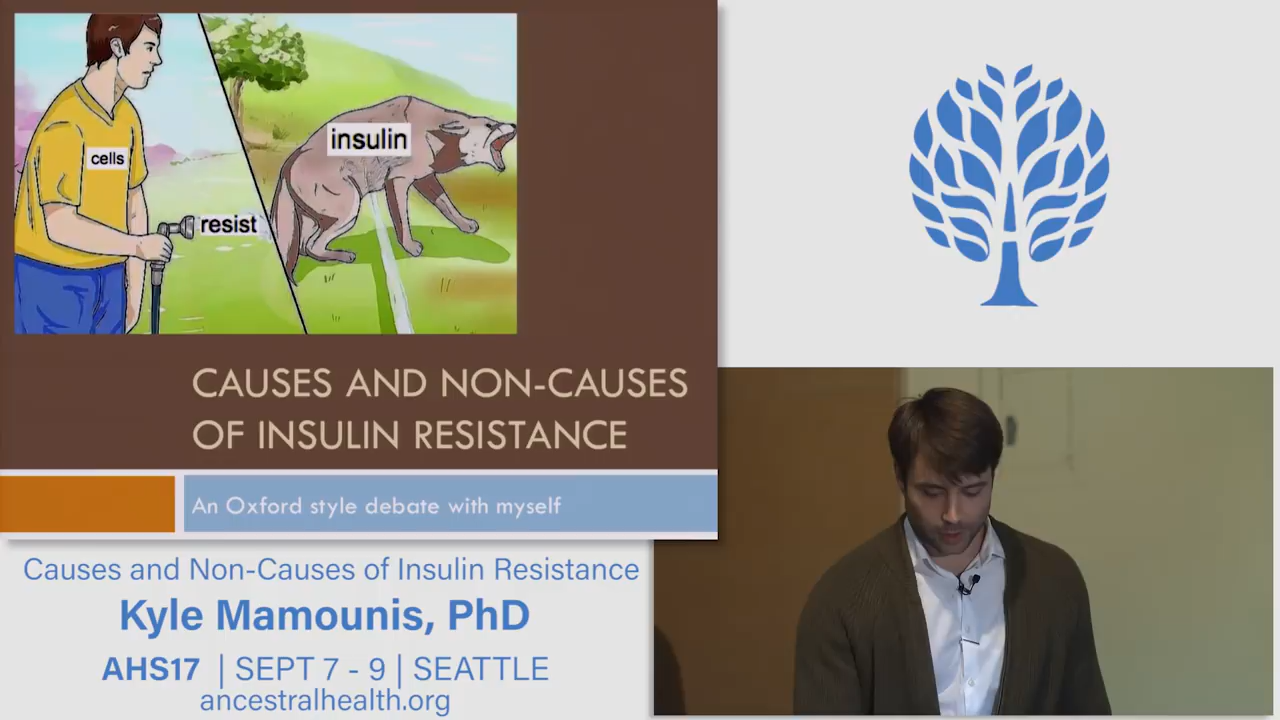 cells
resist
insulin
CAUSES AND NON-CAUSES
OF INSULIN RESISTANCE
An Oxford style debate with myself
Causes and Non-Causes of Insulin Resistance
Kyle Mamounis, PhD
AHS17 | SEPT 7 - 9 | SEATTLE
ancestralhealth.org